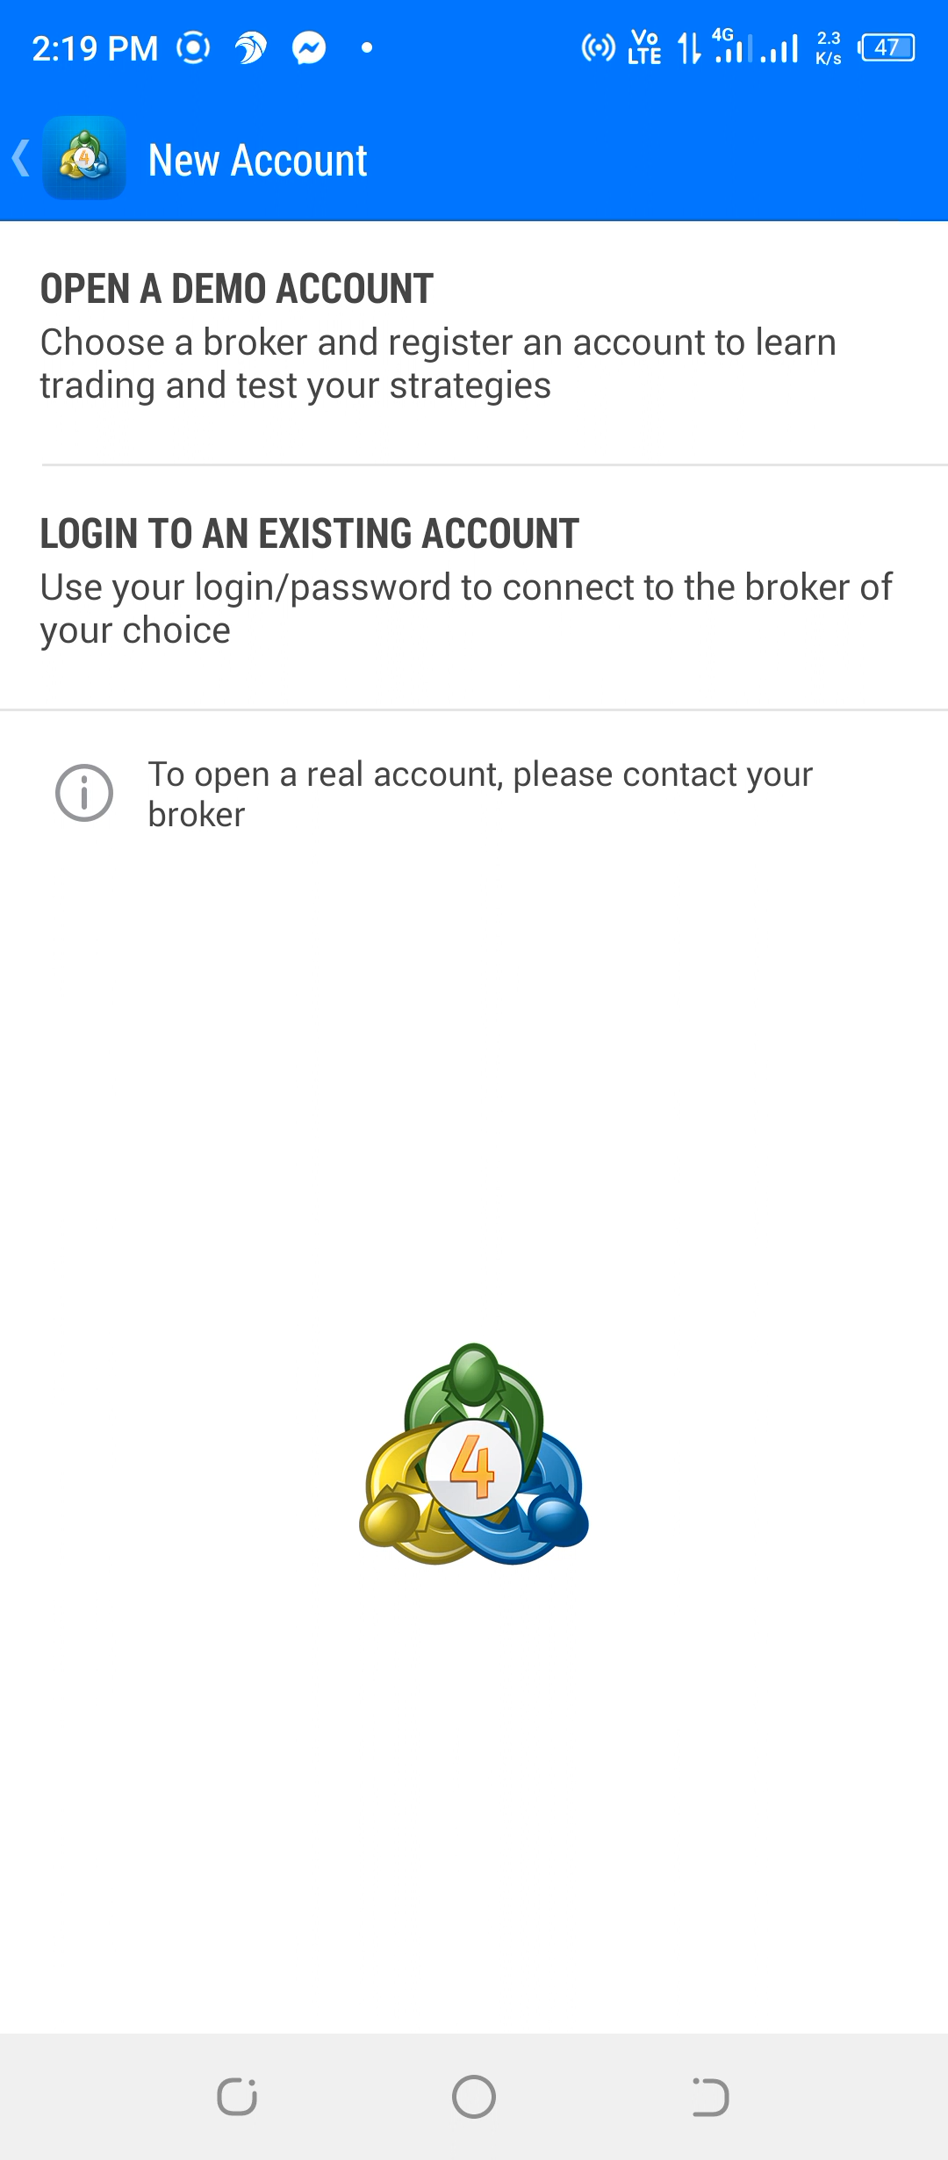 2:19 PM
Vo
LTE
4G
2.3
K/s
47
4
New Account
OPEN A DEMO ACCOUNT
Choose a broker and register an account to learn
trading and test your strategies
LOGIN TO AN EXISTING ACCOUNT
Use your login/password to connect to the broker of
your choice
To open a real account, please contact your
broker
4